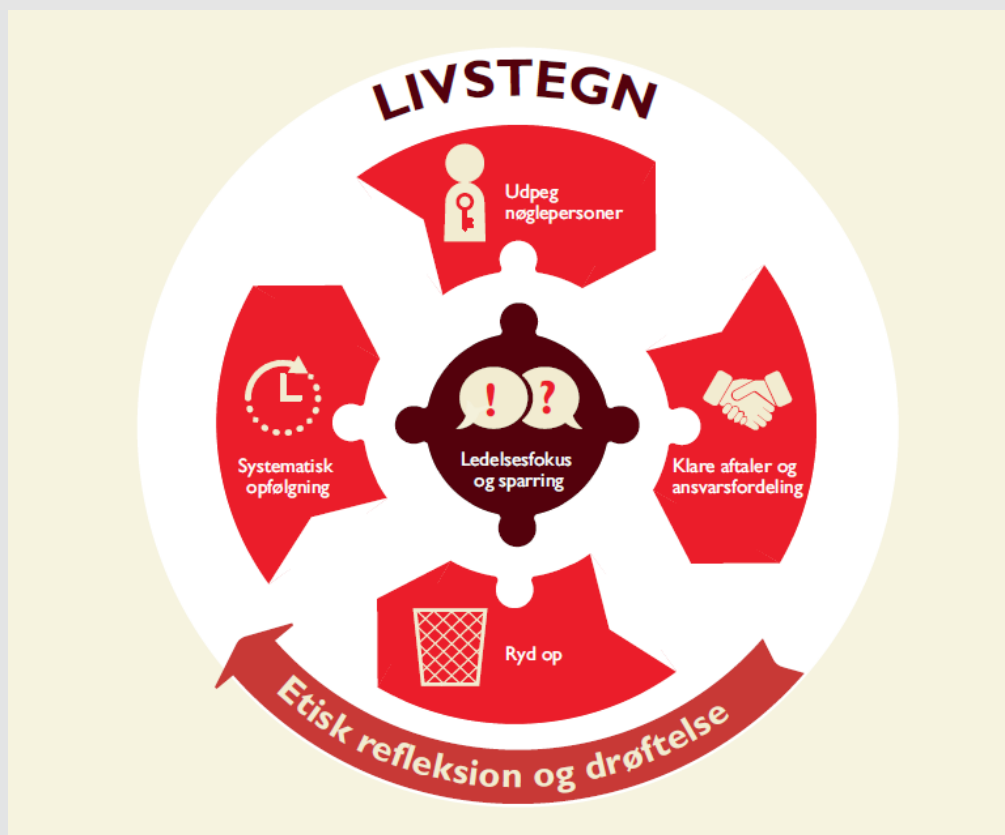 LIVSTEGN
Udpeg
nøglepersoner
! ?
Ledelsesfokus
og sparring
Systematisk
opfølgning
Klare aftaler og
ansvarsfordeling
Ryd op
Etisk refleksion og drøftelse